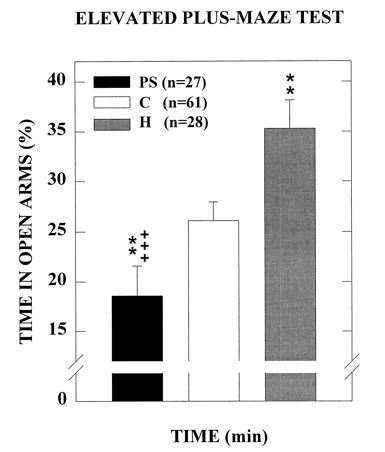 ELEVATED PLUS-MAZE TEST
TIME IN OPEN ARMS (%)
40
35
30
25
20
15
0
PS (n=27)
C (n=61)
H (n=28)
**
+++
**
TIME (min)